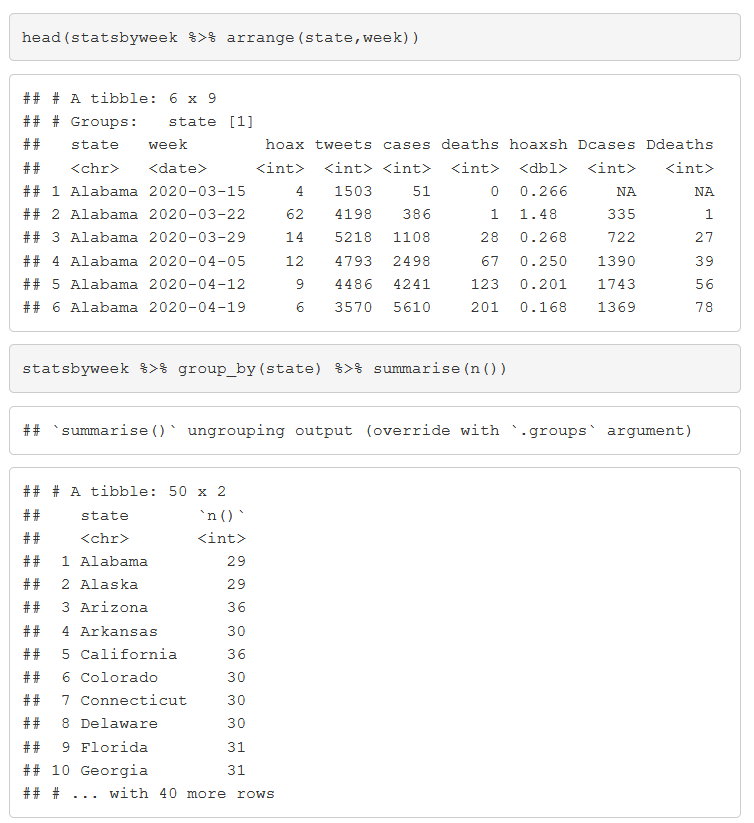 head(statsbyweek %>% arrange(state,week))
## # A tibble: 6 x 9
## # Groups:   state [1]
##   state   week        hoax tweets cases deaths hoaxsh Dcases Ddeaths
##   <chr>   <date>     <int>  <int> <int>  <int>  <dbl>  <int>   <int>
## 1 Alabama 2020-03-15     4   1503    51      0  0.266     NA      NA
## 2 Alabama 2020-03-22    62   4198   386      1  1.48     335       1
## 3 Alabama 2020-03-29    14   5218  1108     28  0.268    722      27
## 4 Alabama 2020-04-05    12   4793  2498     67  0.250   1390      39
## 5 Alabama 2020-04-12     9   4486  4241    123  0.201   1743      56
## 6 Alabama 2020-04-19     6   3570  5610    201  0.168   1369      78
statsbyweek %>% group_by(state) %>% summarise(n())
## `summarise()` ungrouping output (override with `.groups` argument)
## # A tibble: 50 x 2
##    state       `n()`
##    <chr>       <int>
##  1 Alabama        29
##  2 Alaska         29
##  3 Arizona        36
##  4 Arkansas       30
##  5 California     36
##  6 Colorado       30
##  7 Connecticut    30
##  8 Delaware       30
##  9 Florida        31
## 10 Georgia        31
## # ... with 40 more rows